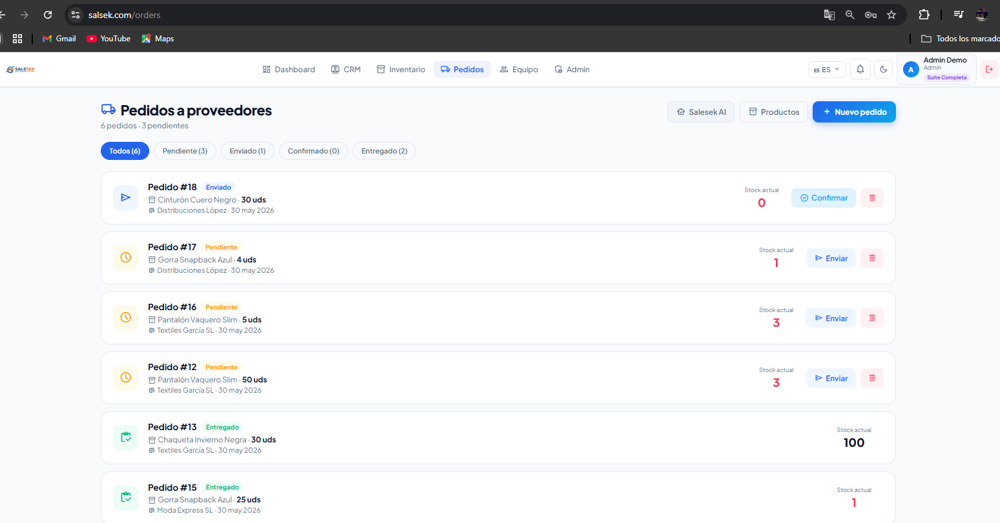 salsek.com/orders
Gmail
YouTube
Maps
Todos los marcado
SALESEK
Dashboard
CRM
Inventario
Pedidos
Equipo
Admin
ES ES
A
Admin Demo
Admin
Suite Completa
Pedidos a proveedores
6 pedidos · 3 pendientes
Salesek AI
Productos
+ Nuevo pedido
Todos (6)
Pendiente (3)
Enviado (1)
Confirmado (0)
Entregado (2)
Pedido #18 Enviado
Cinturón Cuero Negro · 30 uds
Distribuciones López · 30 may 2026
Stock actual
0
Confirmar
Pedido #17 Pendiente
Gorra Snapback Azul · 4 uds
Distribuciones López · 30 may 2026
Stock actual
1
Enviar
Pedido #16 Pendiente
Pantalón Vaquero Slim · 5 uds
Textiles García SL · 30 may 2026
Stock actual
3
Enviar
Pedido #12 Pendiente
Pantalón Vaquero Slim · 50 uds
Textiles García SL · 30 may 2026
Stock actual
3
Enviar
Pedido #13 Entregado
Chaqueta Invierno Negra · 30 uds
Textiles García SL · 30 may 2026
Stock actual
100
Pedido #15 Entregado
Gorra Snapback Azul · 25 uds
Moda Express SL · 30 may 2026
Stock actual
1